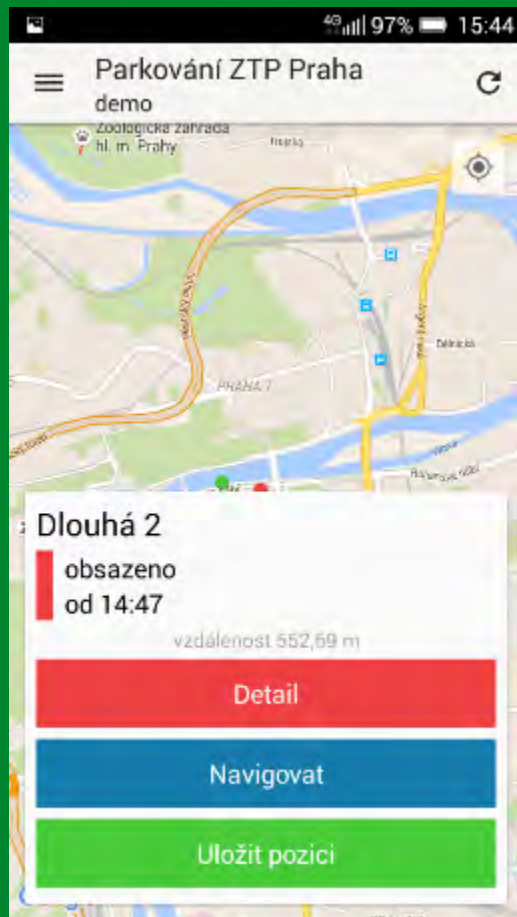 4G 97% 15:44
Parkování ZTP Praha
demo
Zoologická zahrada
hl. m. Prahy
PRAHA 7
Dělnická
Dlouhá 2
obsazeno
od 14:47
vzdálenost 552,69 m
Detail
Navigovat
Uložit pozici